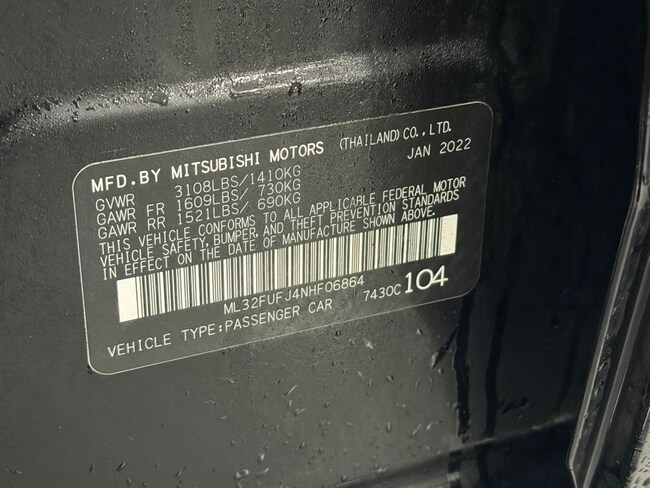 MFD.BY MITSUBISHI MOTORS (THAILAND) CO., LTD.
JAN 2022
GVWR 3108LBS/1410KG
GAWR FR 1609LBS/ 730KG
GAWR RR 1521LBS/ 690KG
THIS VEHICLE CONFORMS TO ALL APPLICABLE FEDERAL MOTOR
VEHICLE SAFETY, BUMPER, AND THEFT PREVENTION STANDARDS
IN EFFECT ON THE DATE OF MANUFACTURE SHOWN ABOVE.
ML32FUFJ4NHF06864
VEHICLE TYPE:PASSENGER CAR 7430C 104